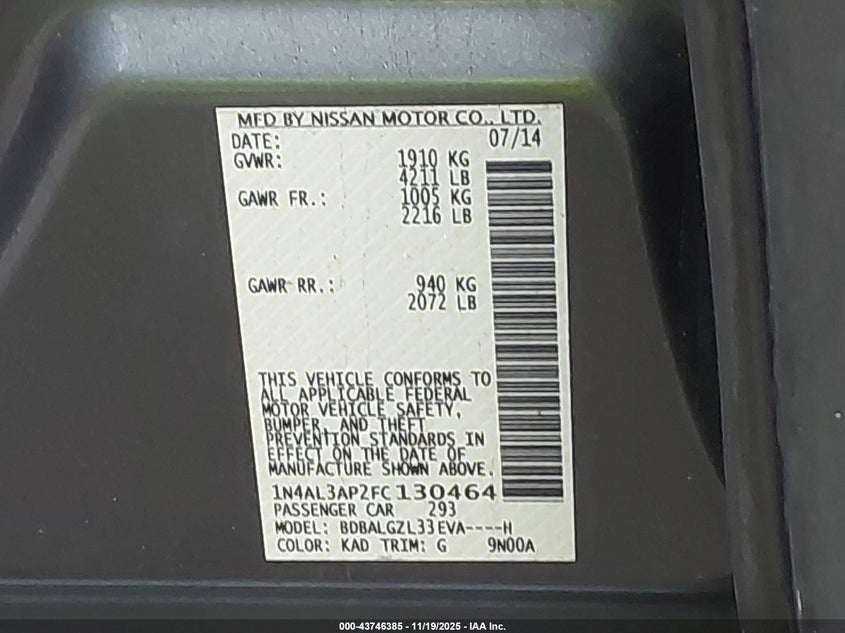 MFD BY NISSAN MOTOR CO., LTD.
DATE: 07/14
GVWR: 1910 KG
4211 LB
GAWR FR.: 1005 KG
2216 LB
GAWR RR.: 940 KG
2072 LB
THIS VEHICLE CONFORMS TO
ALL APPLICABLE FEDERAL
MOTOR VEHICLE SAFETY,
BUMPER, AND THEFT
PREVENTION STANDARDS IN
EFFECT ON THE DATE OF
MANUFACTURE SHOWN ABOVE.
1N4AL3AP2FC130464
PASSENGER CAR 293
MODEL: BDBALGZL33EVA----H
COLOR: KAD TRIM: G 9N00A
000-43746385 - 11/19/2025 - IAA Inc.